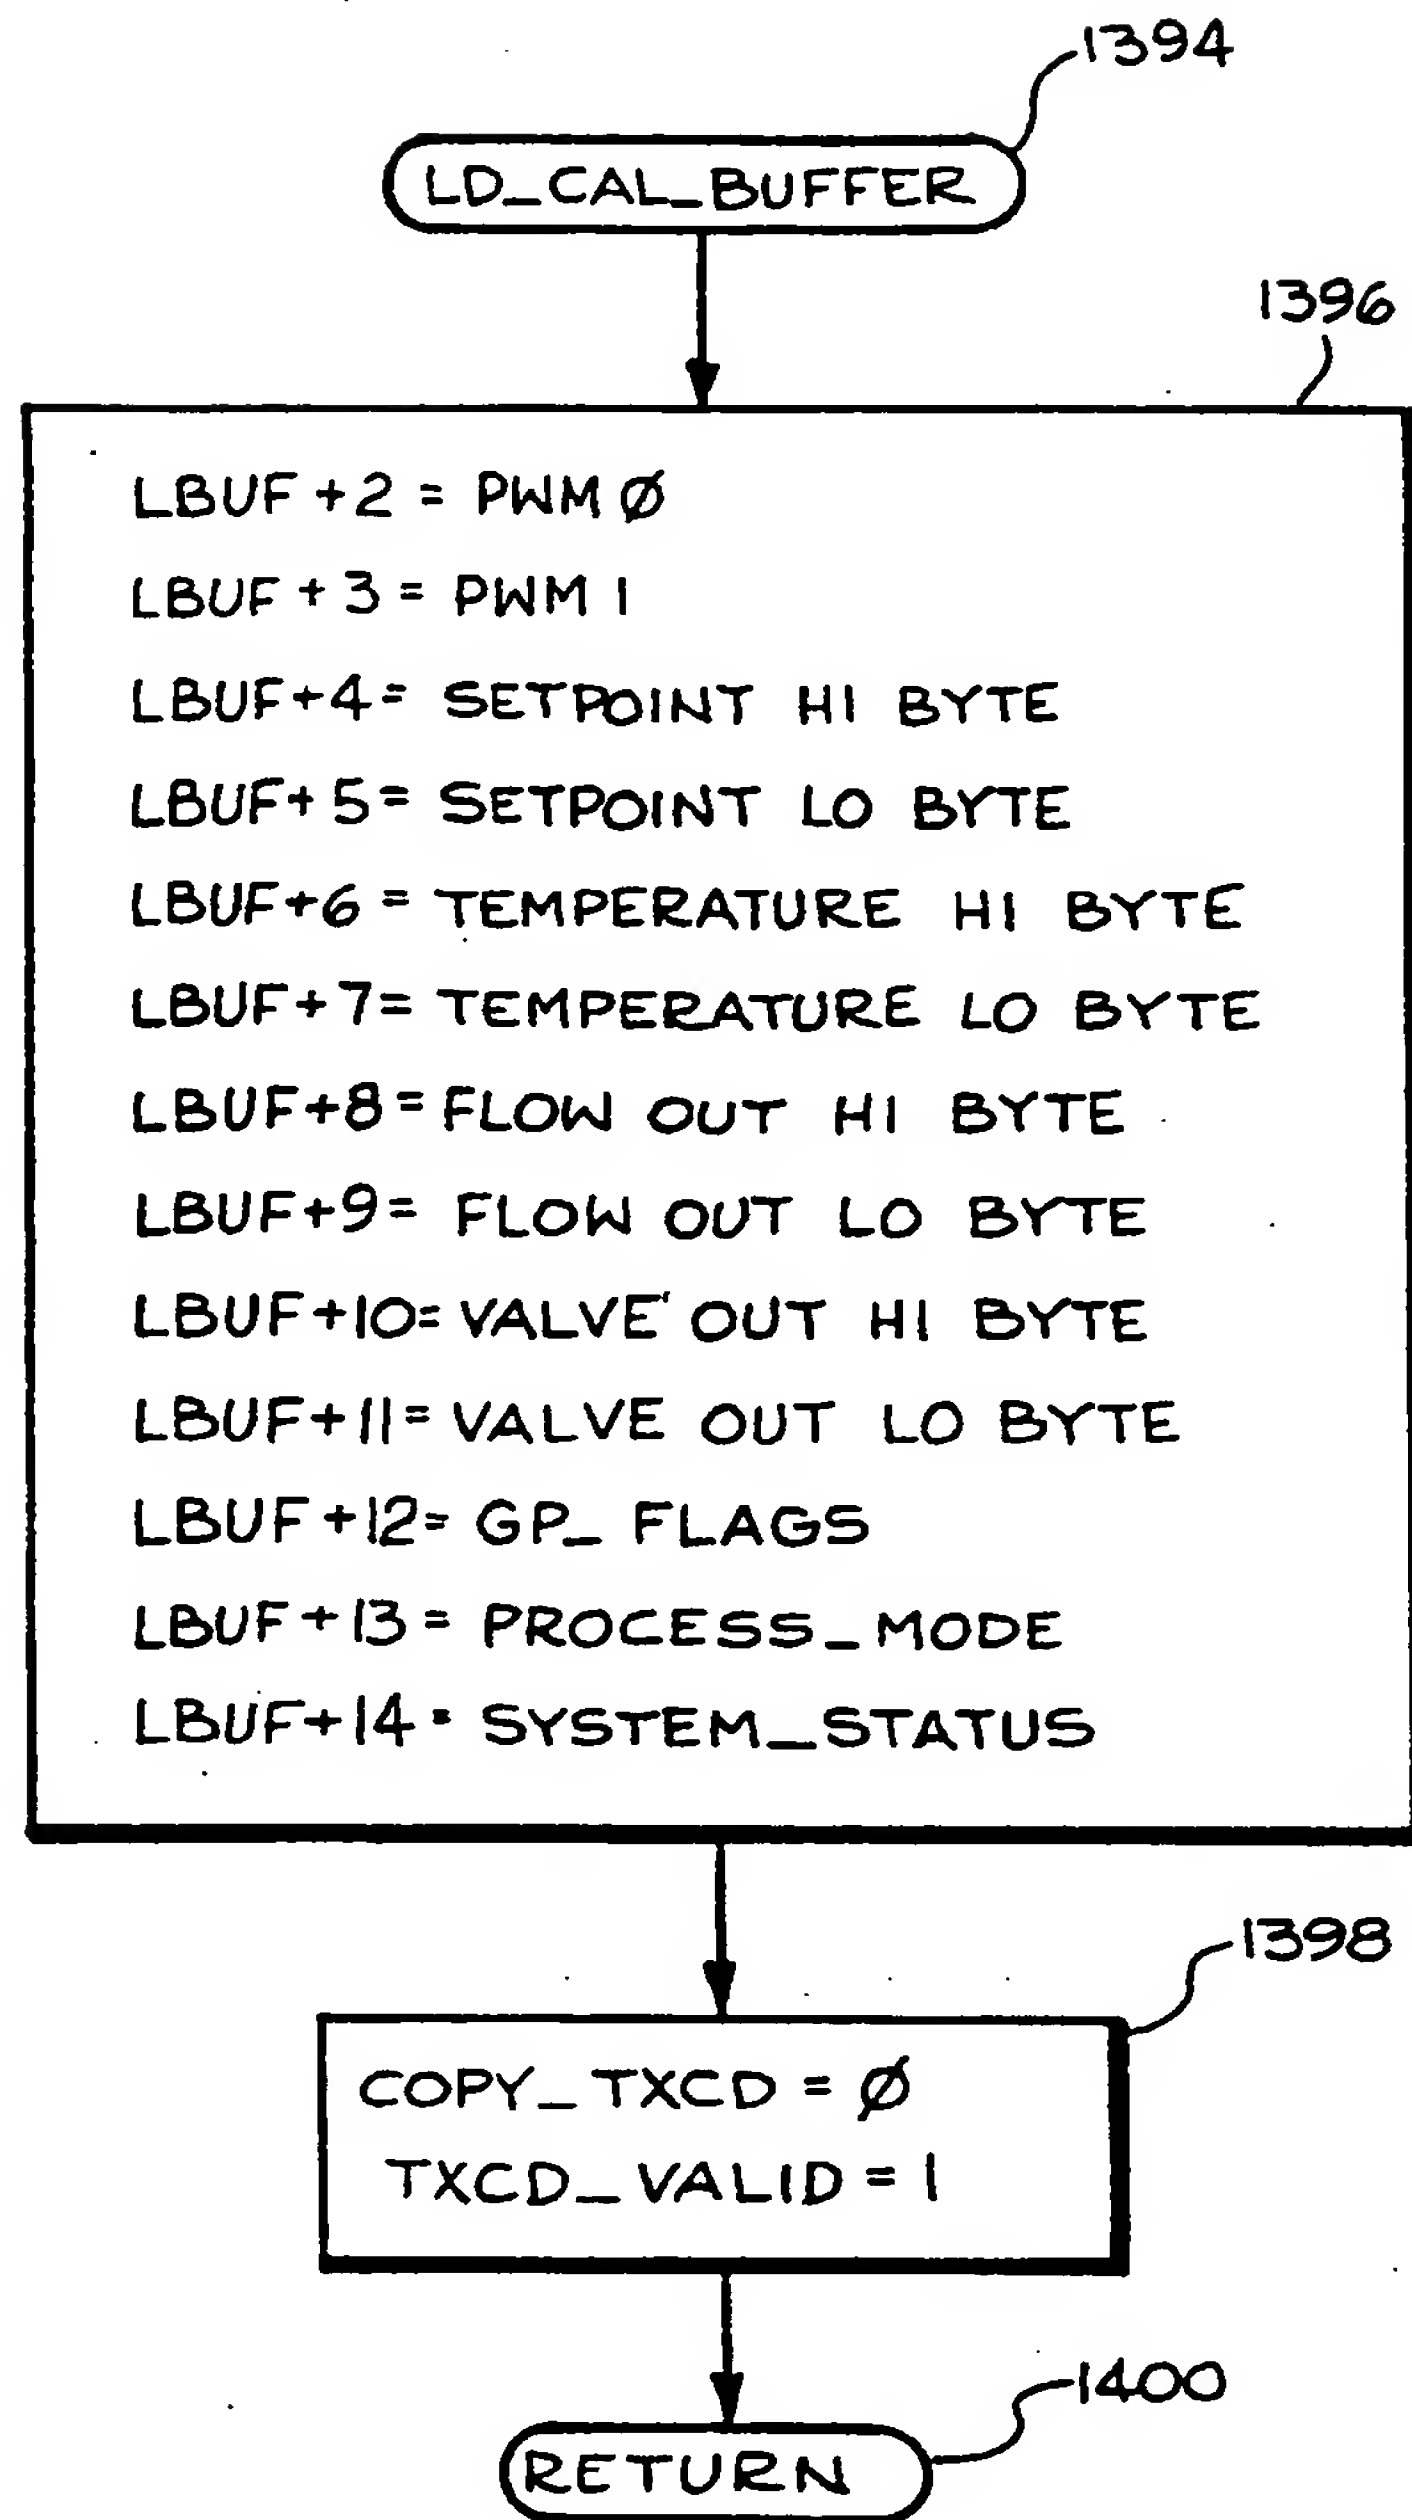 1394
LD_CAL_BUFFER
1396
LBUF+2 = PWM Ø
LBUF+3 = PWM 1
LBUF+4= SETPOINT HI BYTE
LBUF+5= SETPOINT LO BYTE
LBUF+6 = TEMPERATURE HI BYTE
LBUF+7= TEMPERATURE LO BYTE
LBUF+8= FLOW OUT HI BYTE
LBUF+9= FLOW OUT LO BYTE
LBUF+10= VALVE OUT HI BYTE
LBUF+11= VALVE OUT LO BYTE
LBUF+12= GP_ FLAGS
LBUF+13= PROCESS_MODE
LBUF+14= SYSTEM_STATUS
1398
COPY_TXCD = Ø
TXCD_VALID = 1
1400
RETURN